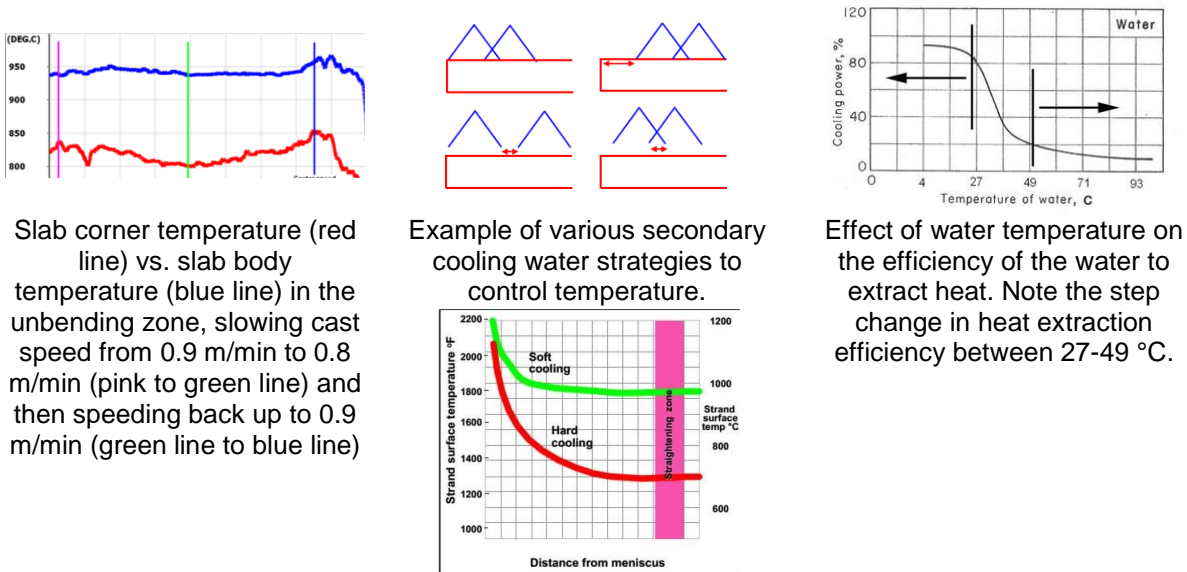 (DEG.C)
950
900
850
800
Slab corner temperature (red
line) vs. slab body
temperature (blue line) in the
unbending zone, slowing cast
speed from 0.9 m/min to 0.8
m/min (pink to green line) and
then speeding back up to 0.9
m/min (green line to blue line)
Example of various secondary
cooling water strategies to
control temperature.
2200
2000
1800
1600
1400
1200
1000
Strand surface temperature ºF
Soft
cooling
Hard
cooling
Straightening zone
1200
1000
Strand
surface
temp ºC
800
600
Distance from meniscus
120
80
40
0
Cooling power, %
Water
0 4 27 49 71 93
Temperature of water, C
Effect of water temperature on
the efficiency of the water to
extract heat. Note the step
change in heat extraction
efficiency between 27-49 °C.